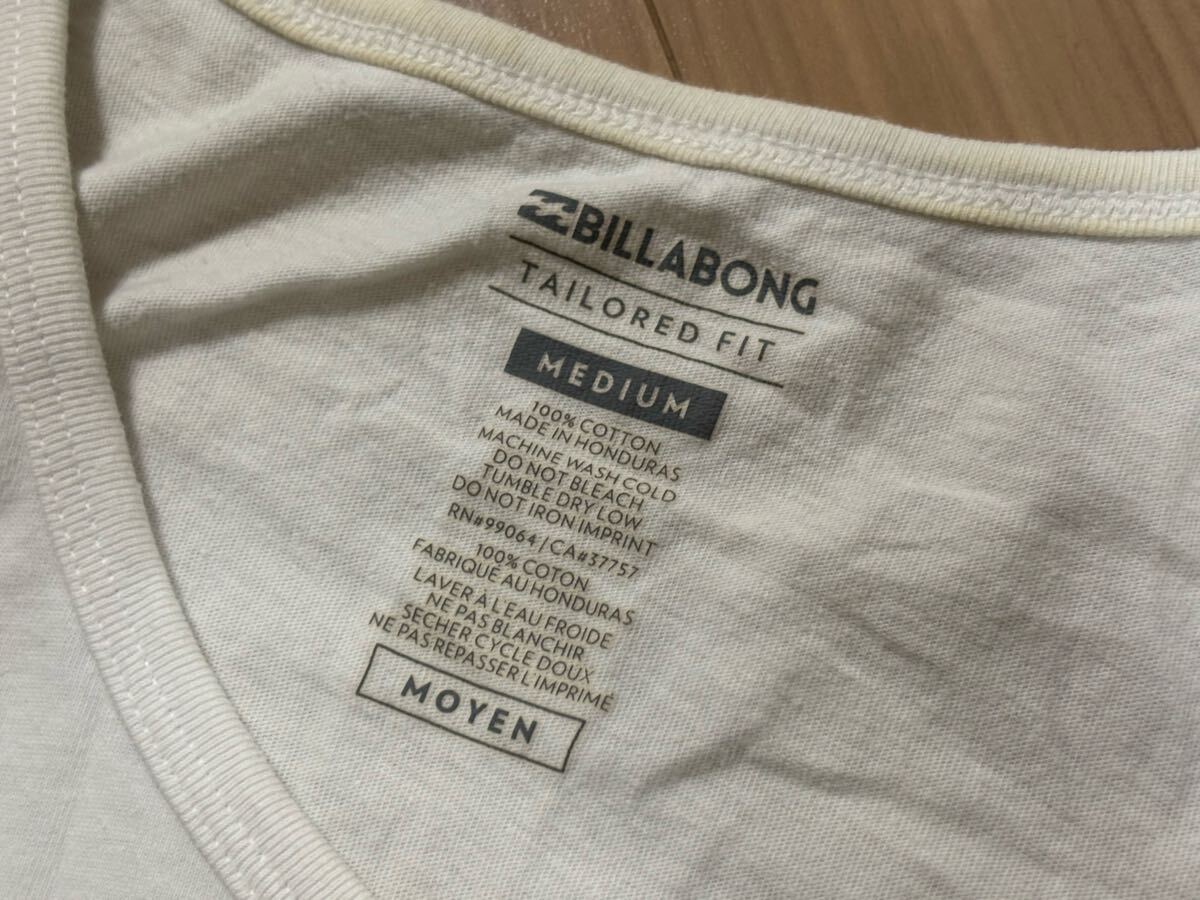 BILLABONG
TAILORED FIT
MEDIUM
100% COTTON
MADE IN HONDURAS
MACHINE WASH COLD
DO NOT BLEACH
TUMBLE DRY LOW
DO NOT IRON IMPRINT
RN#99064 / CA#37757
100% COTON
FABRIQUÉ AU HONDURAS
LAVER À L'EAU FROIDE
NE PAS BLANCHIR
SECHER CYCLE DOUX
NE PAS REPASSER L'IMPRIMÉ
MOYEN